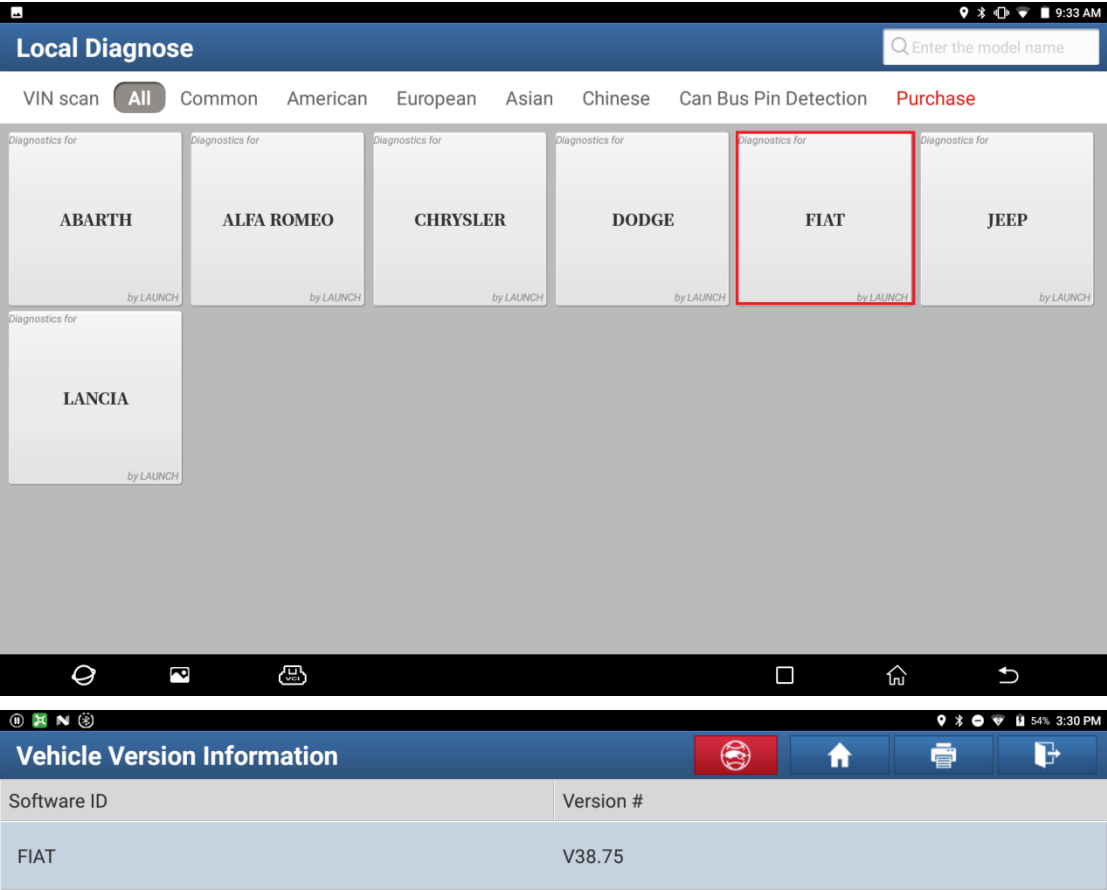 9:33 AM
Local Diagnose
Enter the model name
VIN scan All Common American European Asian Chinese Can Bus Pin Detection Purchase
Diagnostics for Diagnostics for Diagnostics for Diagnostics for Diagnostics for Diagnostics for
ABARTH ALFA ROMEO CHRYSLER DODGE FIAT JEEP
by LAUNCH by LAUNCH by LAUNCH by LAUNCH by LAUNCH by LAUNCH
Diagnostics for
LANCIA
by LAUNCH
VCI
54% 3:30 PM
Vehicle Version Information
Software ID Version #
FIAT V38.75